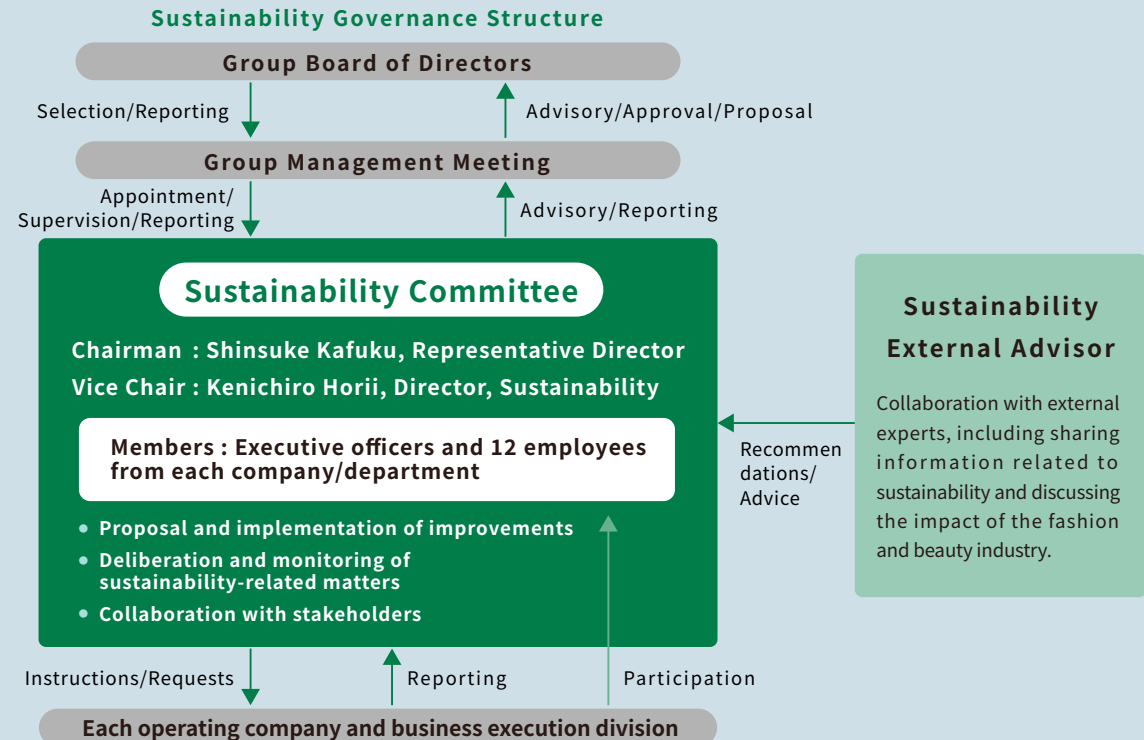 Sustainability Governance Structure
Group Board of Directors
Selection/Reporting
Advisory/Approval/Proposal
Group Management Meeting
Appointment/
Supervision/Reporting
Advisory/Reporting
Sustainability Committee
Chairman : Shinsuke Kafuku, Representative Director
Vice Chair : Kenichiro Horii, Director, Sustainability
Members : Executive officers and 12 employees
from each company/department
• Proposal and implementation of improvements
• Deliberation and monitoring of
sustainability-related matters
• Collaboration with stakeholders
Recommen
dations/
Advice
Sustainability
External Advisor
Collaboration with external
experts, including sharing
information related to
sustainability and discussing
the impact of the fashion
and beauty industry.
Instructions/Requests
Reporting
Participation
Each operating company and business execution division